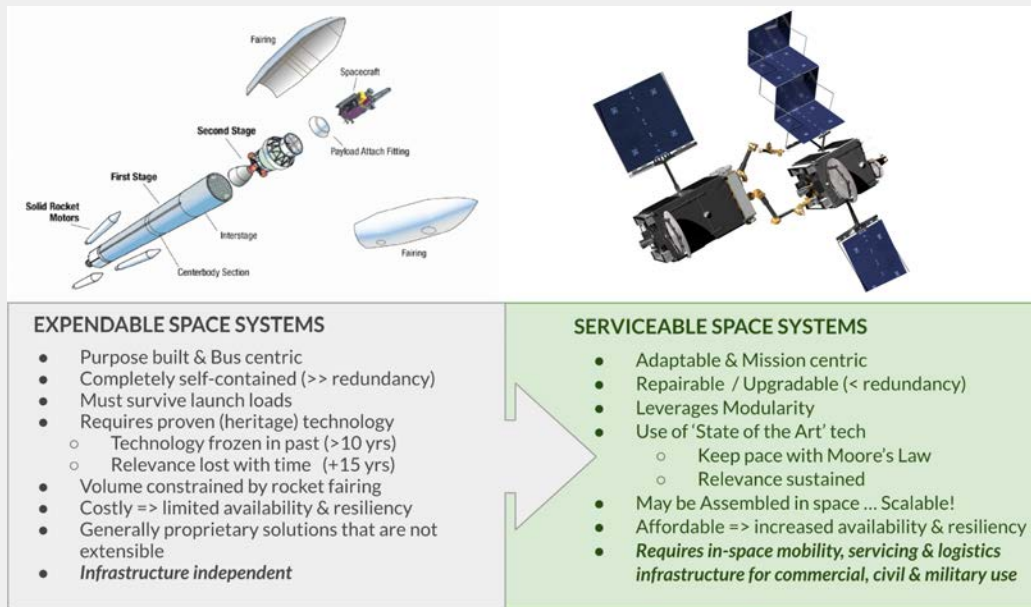 Fairing
Spacecraft
Second Stage
Payload Attach Fitting
First Stage
Solid Rocket
Motors
Interstage
Fairing
Centerbody Section
EXPENDABLE SPACE SYSTEMS
● Purpose built & Bus centric
● Completely self-contained (>> redundancy)
● Must survive launch loads
● Requires proven (heritage) technology
○ Technology frozen in past (>10 yrs)
○ Relevance lost with time (+15 yrs)
● Volume constrained by rocket fairing
● Costly => limited availability & resiliency
● Generally proprietary solutions that are not
extensible
● Infrastructure independent
SERVICEABLE SPACE SYSTEMS
● Adaptable & Mission centric
● Repairable / Upgradable (< redundancy)
● Leverages Modularity
● Use of ‘State of the Art’ tech
○ Keep pace with Moore’s Law
○ Relevance sustained
● May be Assembled in space ... Scalable!
● Affordable => increased availability & resiliency
● Requires in-space mobility, servicing & logistics
infrastructure for commercial, civil & military use